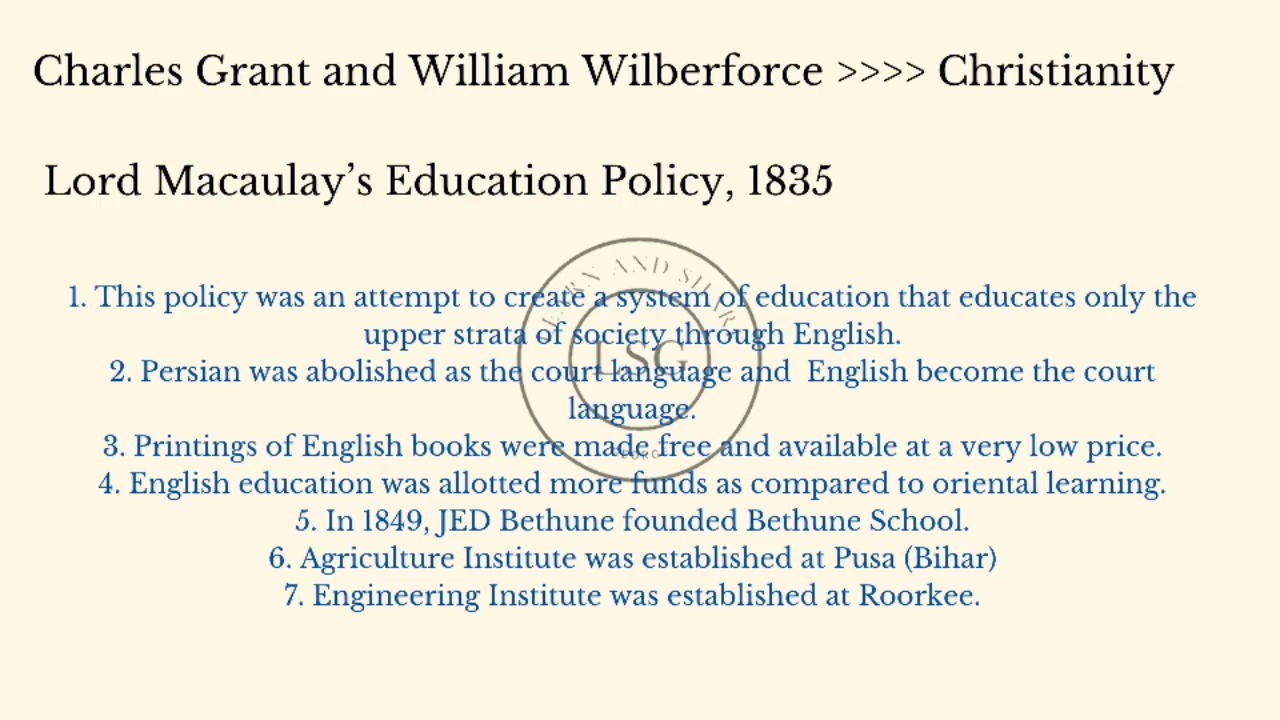 Charles Grant and William Wilberforce >>>> Christianity
Lord Macaulay’s Education Policy, 1835
1. This policy was an attempt to create a system of education that educates only the
upper strata of society through English.
2. Persian was abolished as the court language and  English become the court
language.
3. Printings of English books were made free and available at a very low price.
4. English education was allotted more funds as compared to oriental learning.
5. In 1849, JED Bethune founded Bethune School.
6. Agriculture Institute was established at Pusa (Bihar)
7. Engineering Institute was established at Roorkee.
LEARN AND SHARE
LSG